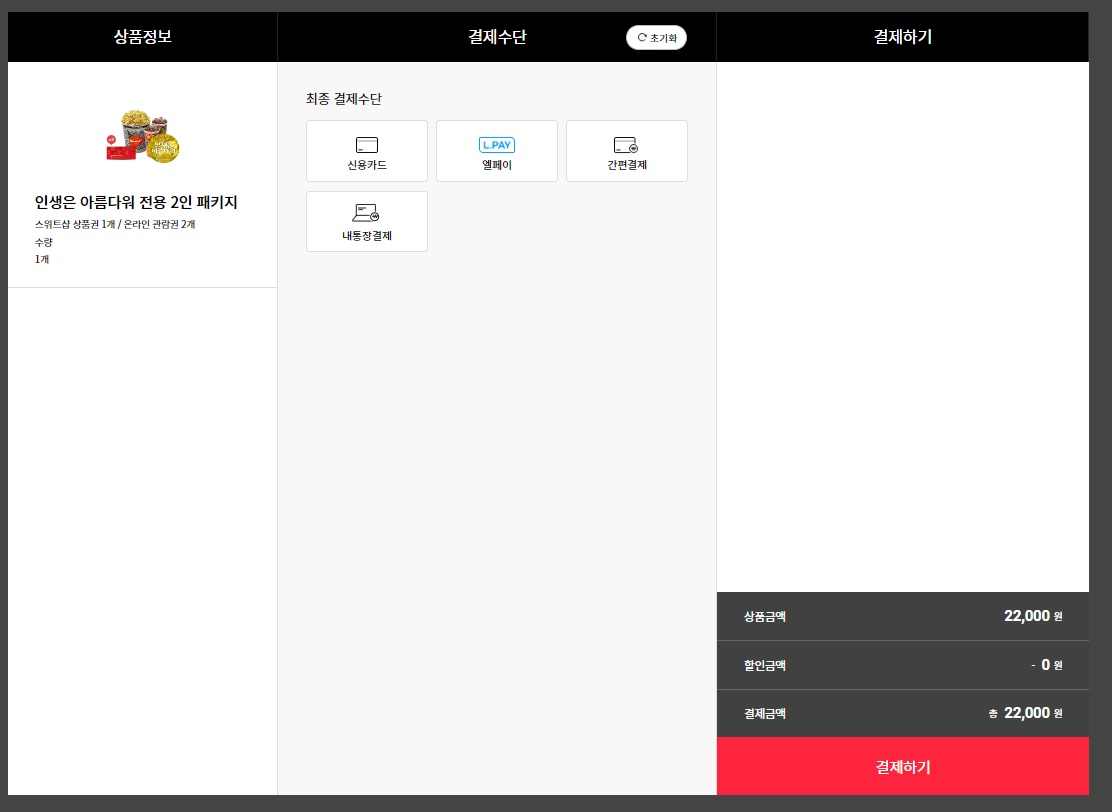 상품정보
결제수단
초기화
결제하기
인생은 아름다워 전용 2인 패키지
스위트샵 상품권 1개 / 온라인 관람권 2개
수량
1개
최종 결제수단
신용카드
L.PAY
엘페이
간편결제
내통장결제
상품금액 22,000 원
할인금액 - 0 원
결제금액 총 22,000 원
결제하기